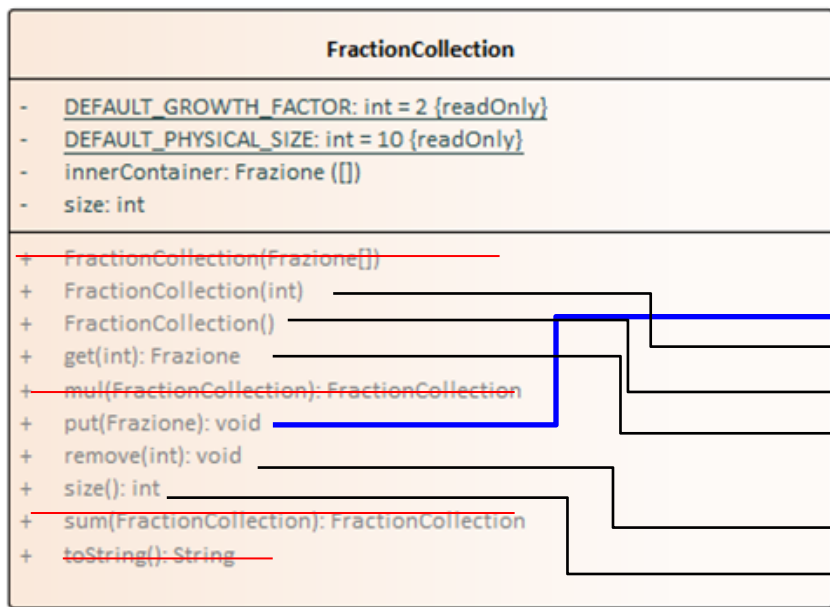 FractionCollection
- DEFAULT_GROWTH_FACTOR: int = 2 {readOnly}
- DEFAULT_PHYSICAL_SIZE: int = 10 {readOnly}
- innerContainer: Frazione ([])
- size: int
+ FractionCollection(Frazione[])
+ FractionCollection(int)
+ FractionCollection()
+ get(int): Frazione
+ mul(FractionCollection): FractionCollection
+ put(Frazione): void
+ remove(int): void
+ size(): int
+ sum(FractionCollection): FractionCollection
+ toString(): String